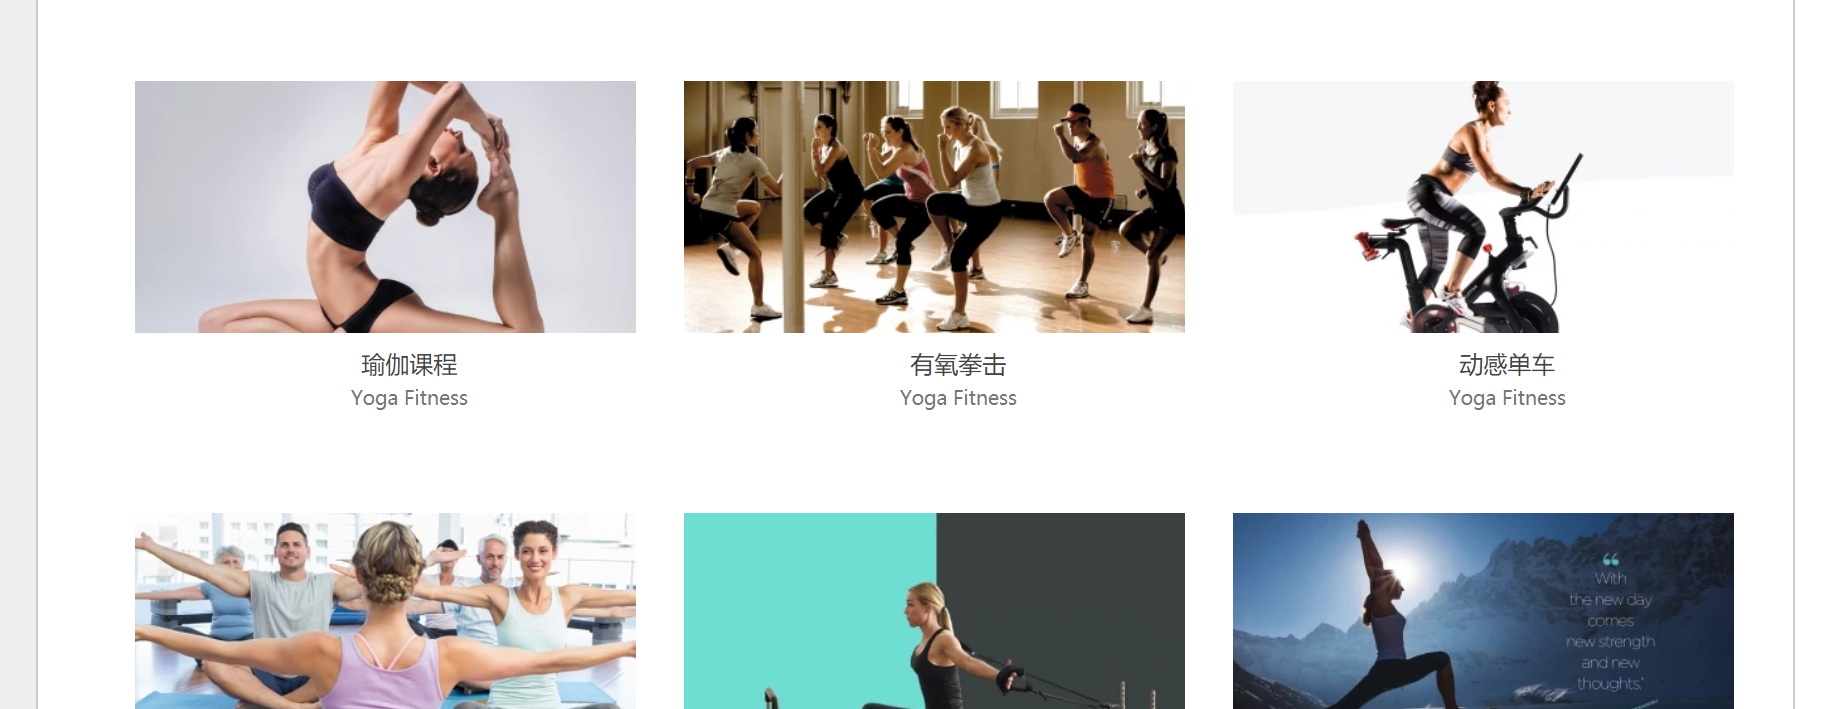 瑜伽课程
有氧拳击
动感单车
Yoga Fitness
Yoga Fitness
Yoga Fitness
“
With
the new day
comes
new strength
and new
thoughts."